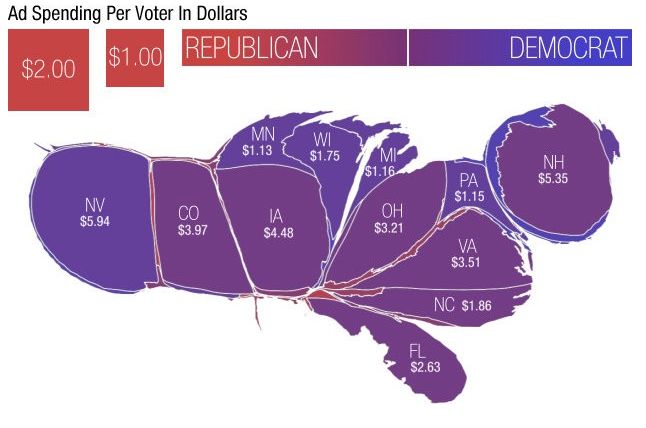 Ad Spending Per Voter In Dollars
$2.00
$1.00
REPUBLICAN
DEMOCRAT
MN
$1.13
WI
$1.75
MI
$1.16
NH
$5.35
PA
$1.15
NV
$5.94
CO
$3.97
IA
$4.48
OH
$3.21
VA
$3.51
NC $1.86
FL
$2.63